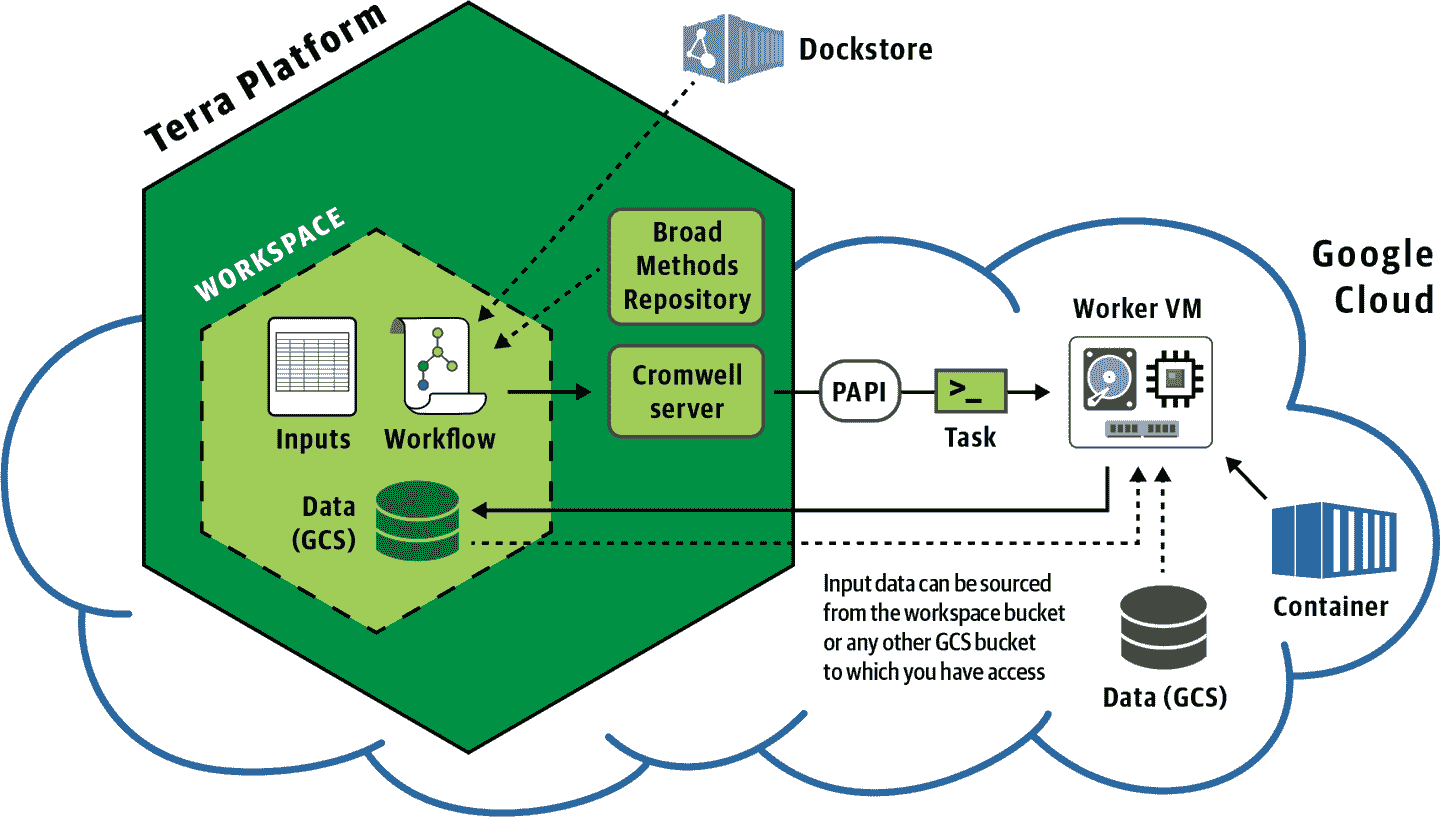 Terra Platform
Dockstore
WORKSPACE
Broad
Methods
Repository
Google
Cloud
Worker VM
Inputs
Workflow
Cromwell
server
PAPI
>_
Task
Data
(GCS)
Input data can be sourced
from the workspace bucket
or any other GCS bucket
to which you have access
Container
Data (GCS)